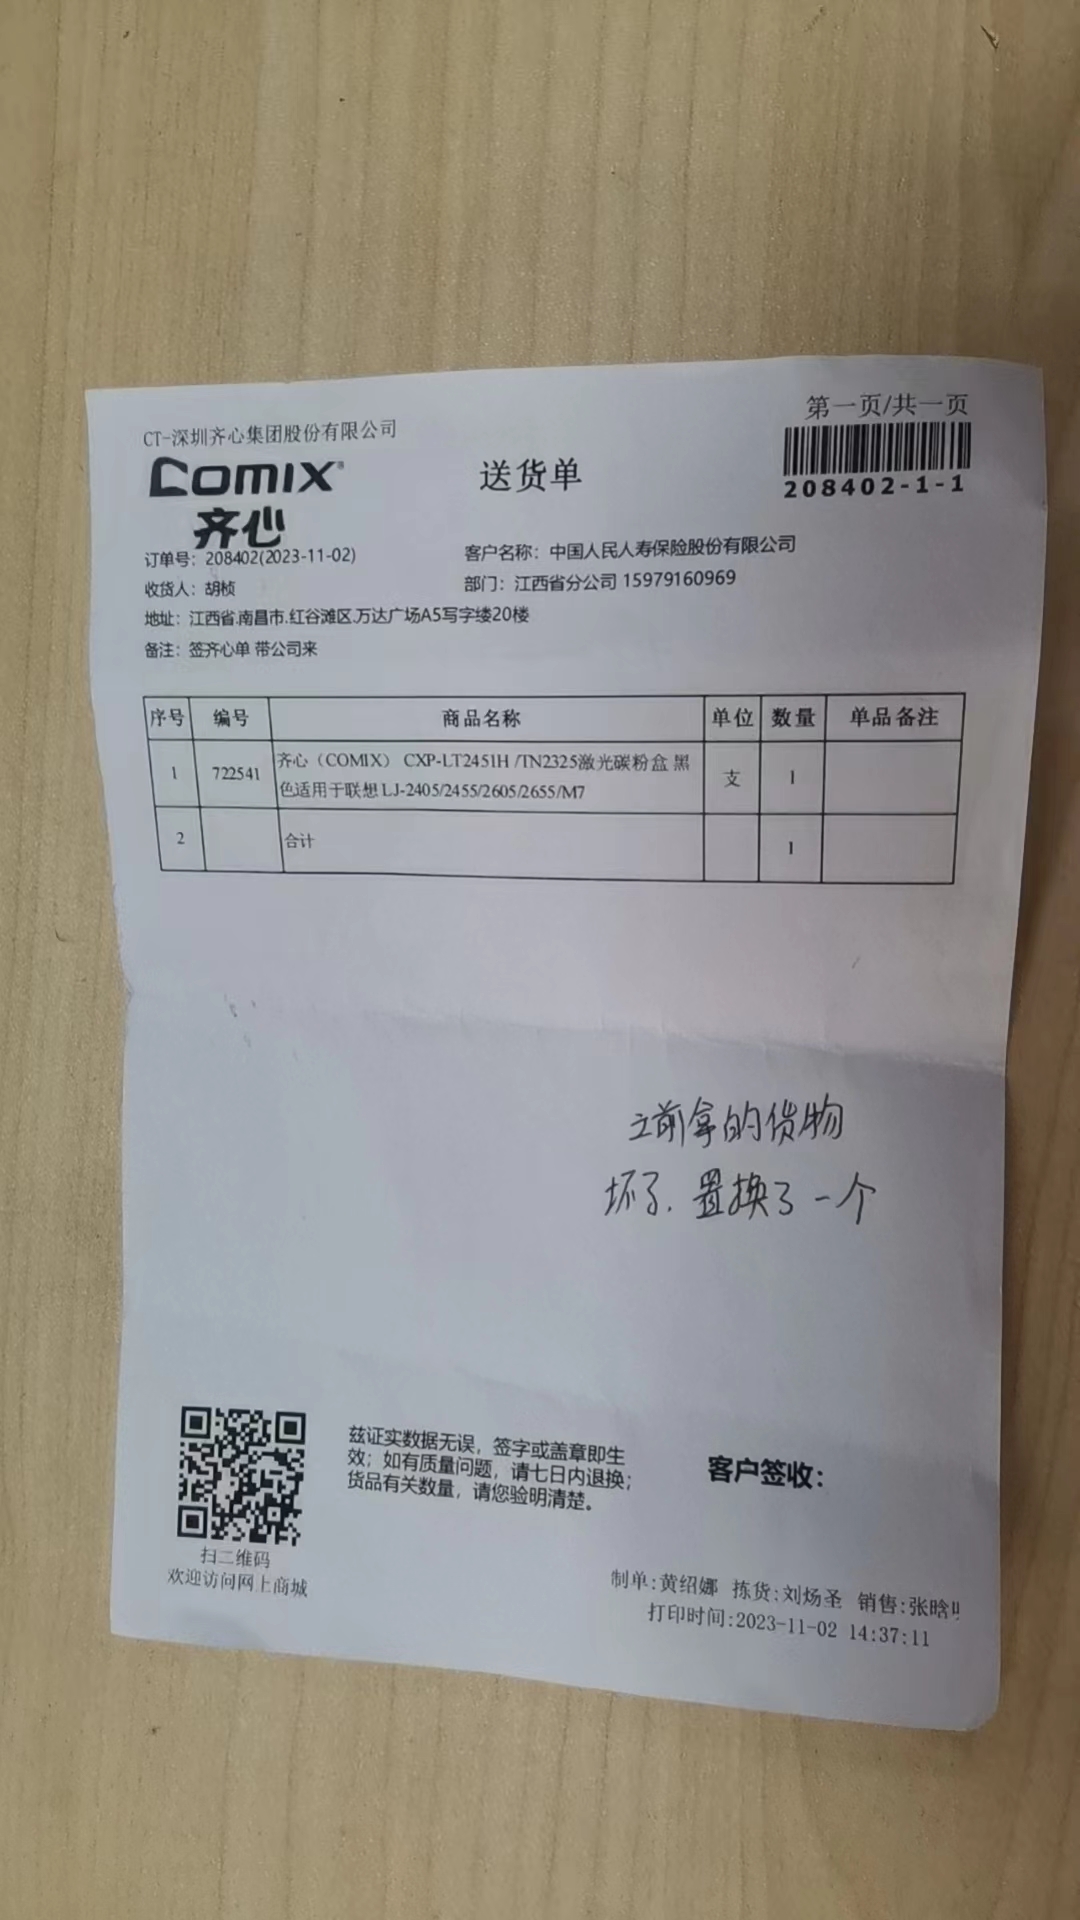 第一页/共一页
CT-深圳齐心集团股份有限公司
COMIX®
齐心
送货单
208402-1-1
订单号：208402(2023-11-02)
客户名称：中国人民人寿保险股份有限公司
收货人：胡桢
部门：江西省分公司 15979160969
地址：江西省.南昌市.红谷滩区.万达广场A5写字楼20楼
备注：签齐心单 带公司来
序号 编号 商品名称 单位 数量 单品备注
1 722541 齐心（COMIX） CXP-LT2451H /TN2325激光碳粉盒 黑
色适用于联想 LJ-2405/2455/2605/2655/M7 支 1
2 合计 1
之前拿的货物
坏了.置换了一个
兹证实数据无误，签字或盖章即生
效；如有质量问题，请七日内退换；
货品有关数量，请您验明清楚。
客户签收：
扫二维码
欢迎访问网上商城
制单:黄绍娜 拣货:刘炀圣 销售:张晗
打印时间:2023-11-02 14:37:11